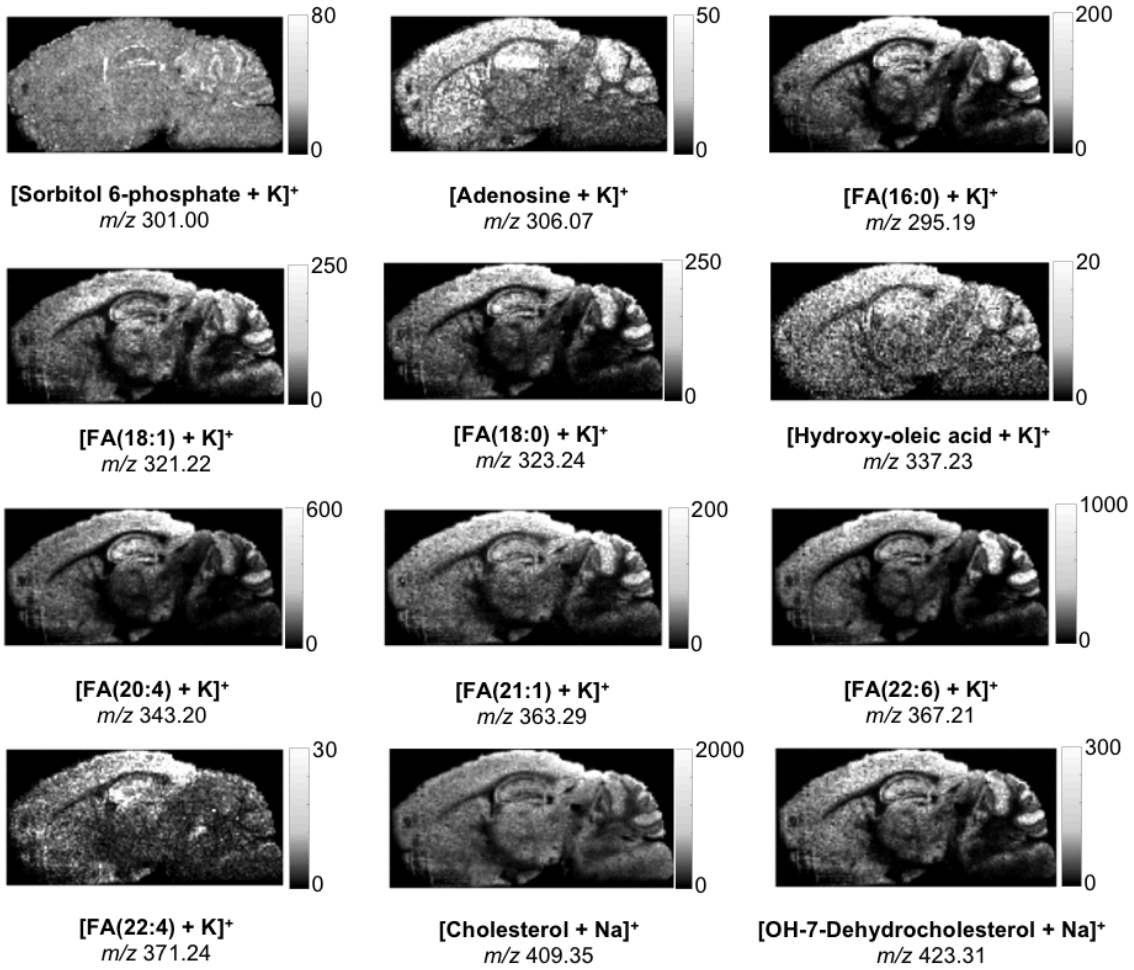 80
0
[Sorbitol 6-phosphate + K]⁺
m/z 301.00
50
0
[Adenosine + K]⁺
m/z 306.07
200
0
[FA(16:0) + K]⁺
m/z 295.19
250
0
[FA(18:1) + K]⁺
m/z 321.22
250
0
[FA(18:0) + K]⁺
m/z 323.24
20
0
[Hydroxy-oleic acid + K]⁺
m/z 337.23
600
0
[FA(20:4) + K]⁺
m/z 343.20
200
0
[FA(21:1) + K]⁺
m/z 363.29
1000
0
[FA(22:6) + K]⁺
m/z 367.21
30
0
[FA(22:4) + K]⁺
m/z 371.24
2000
0
[Cholesterol + Na]⁺
m/z 409.35
300
0
[OH-7-Dehydrocholesterol + Na]⁺
m/z 423.31